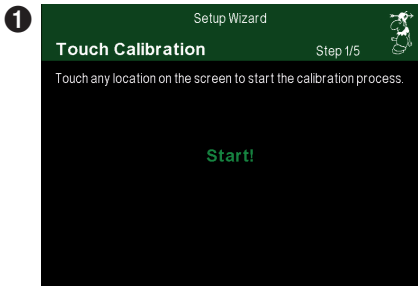 ❶
Setup Wizard
Touch Calibration Step 1/5
Touch any location on the screen to start the calibration process.
Start!